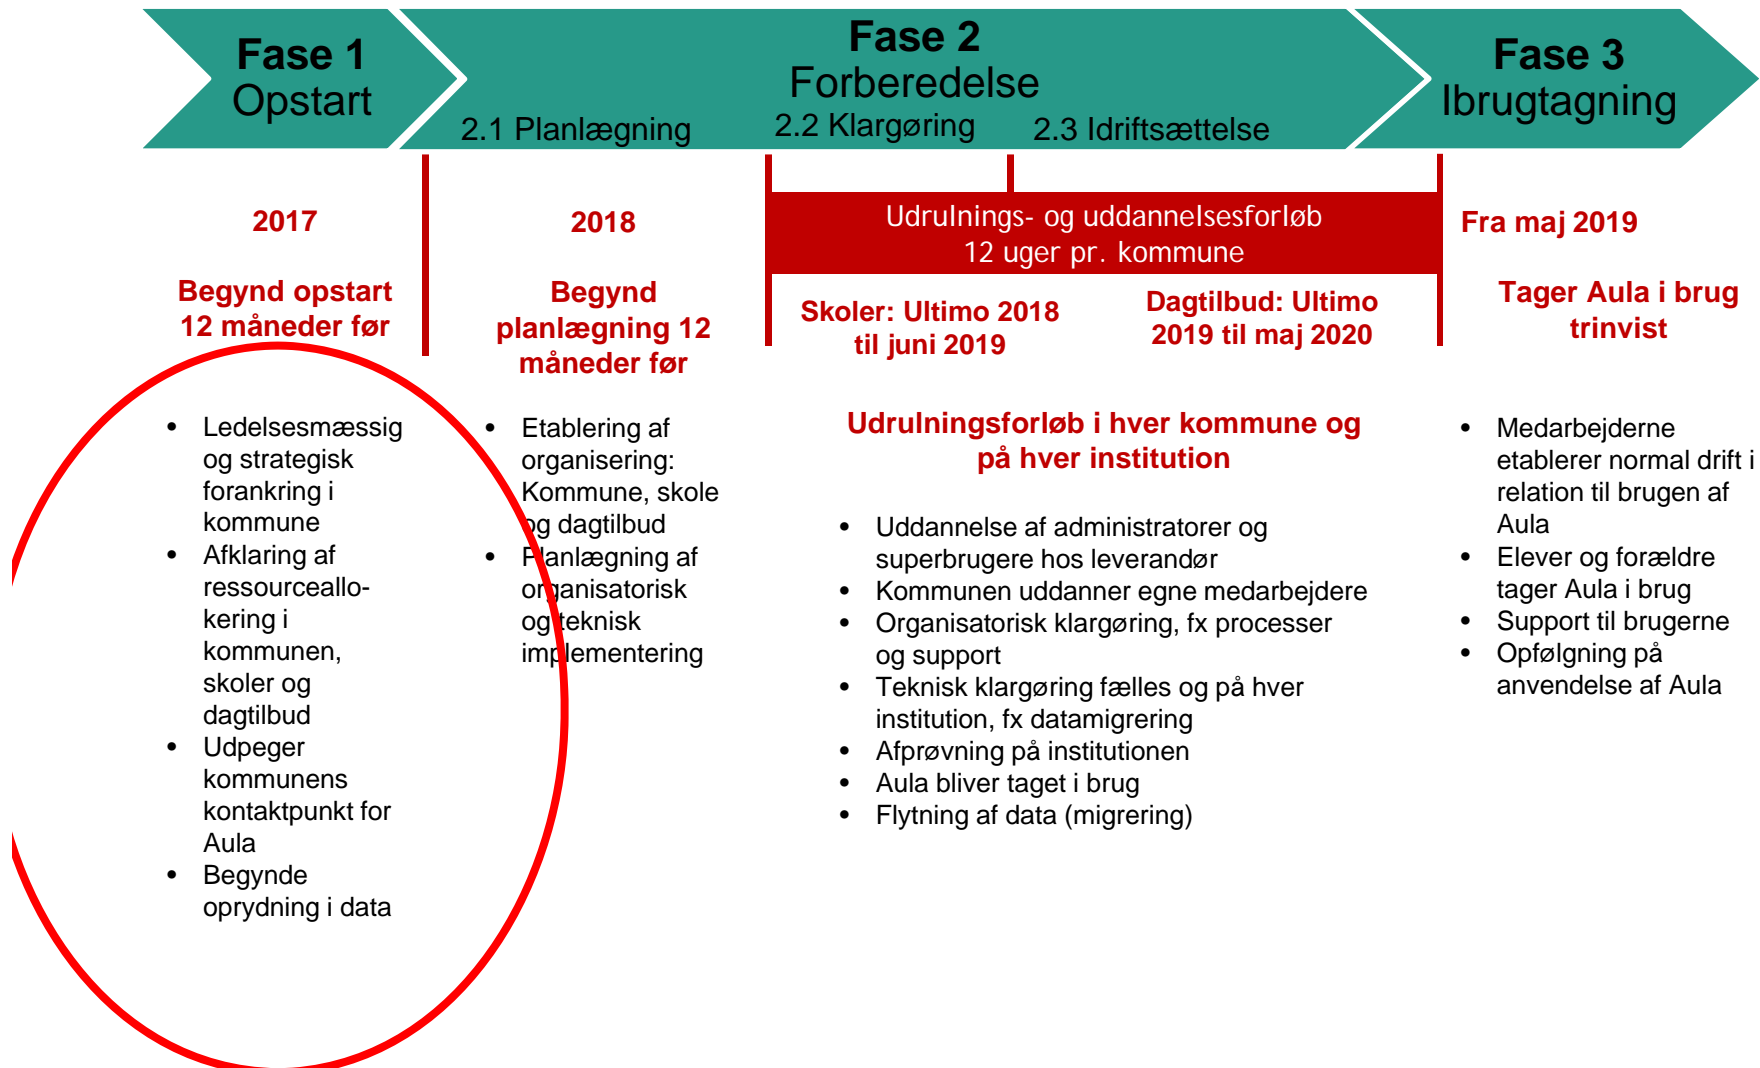 Fase 1
Opstart
Fase 2
Forberedelse
2.1 Planlægning
2.2 Klargøring
2.3 Idriftsættelse
Fase 3
Ibrugtagning
2017
Begynd opstart
12 måneder før
2018
Begynd
planlægning 12
måneder før
Udrulnings- og uddannelsesforløb
12 uger pr. kommune
Skoler: Ultimo 2018
til juni 2019
Dagtilbud: Ultimo
2019 til maj 2020
Fra maj 2019
Tager Aula i brug
trinvist
• Ledelsesmæssig
og strategisk
forankring i
kommune
• Afklaring af
ressourceallo-
kering i
kommunen,
skoler og
dagtilbud
• Udpeger
kommunens
kontaktpunkt for
Aula
• Begynde
oprydning i data
• Etablering af
organisering:
Kommune, skole
og dagtilbud
• Planlægning af
organisatorisk
og teknisk
implementering
Udrulningsforløb i hver kommune og
på hver institution
• Uddannelse af administratorer og
superbrugere hos leverandør
• Kommunen uddanner egne medarbejdere
• Organisatorisk klargøring, fx processer
og support
• Teknisk klargøring fælles og på hver
institution, fx datamigrering
• Afprøvning på institutionen
• Aula bliver taget i brug
• Flytning af data (migrering)
• Medarbejderne
etablerer normal drift i
relation til brugen af
Aula
• Elever og forældre
tager Aula i brug
• Support til brugerne
• Opfølgning på
anvendelse af Aula